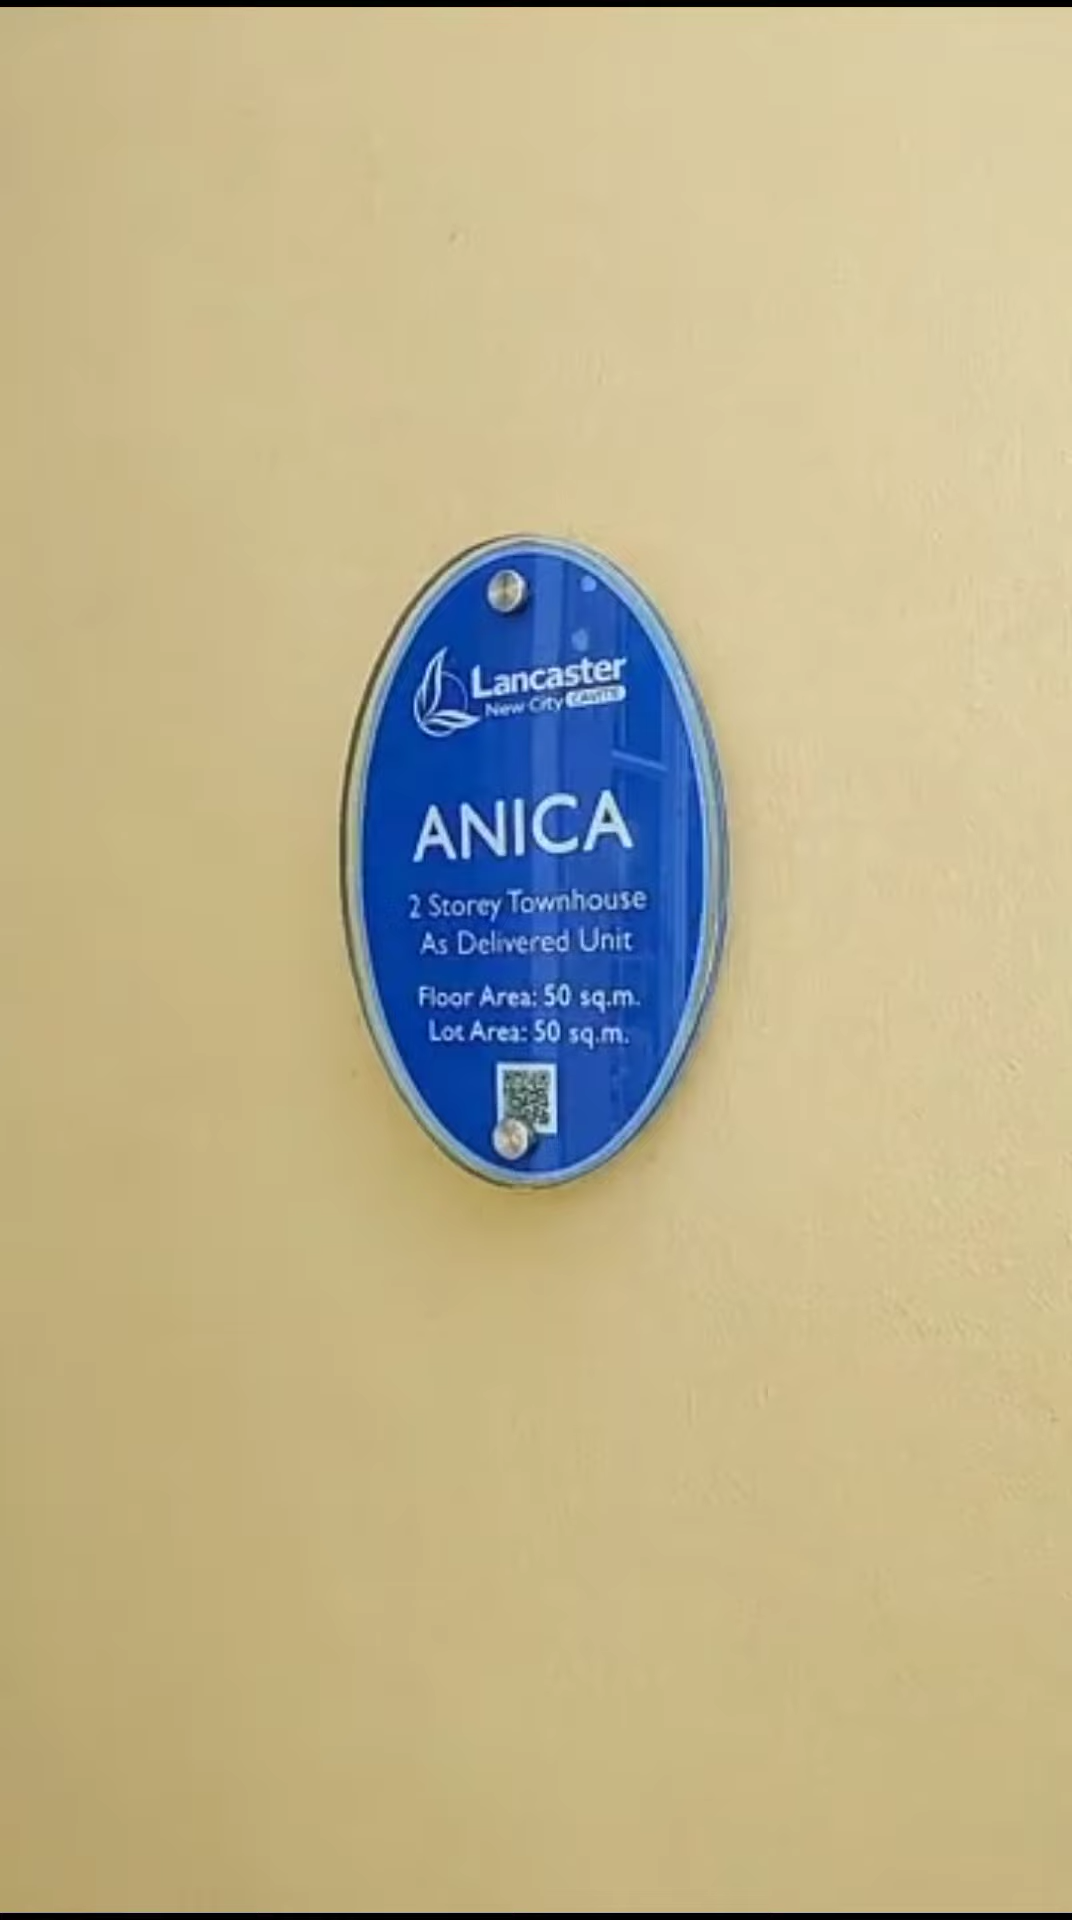 Lancaster
New City CAVITE
ANICA
2 Storey Townhouse
As Delivered Unit
Floor Area: 50 sq.m.
Lot Area: 50 sq.m.